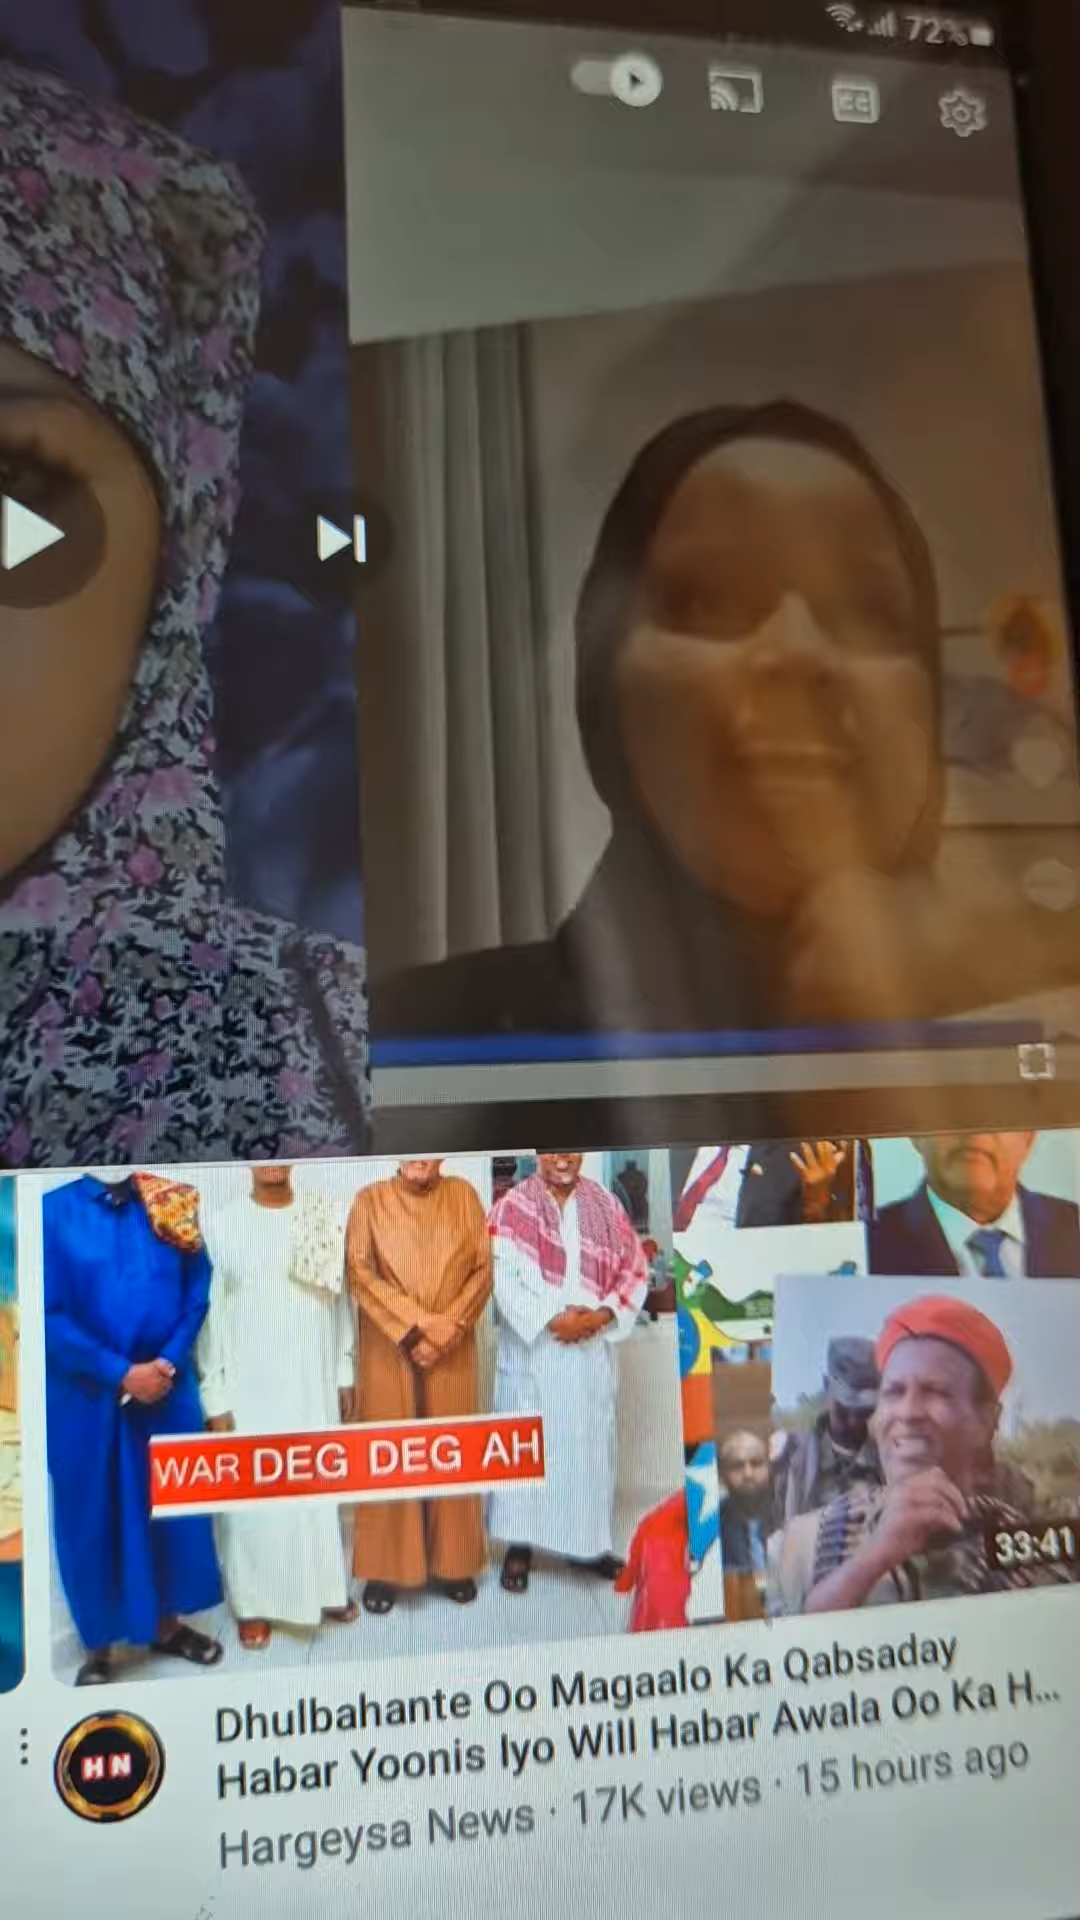 72%
CC
WAR DEG DEG AH
33:41
HN
Dhulbahante Oo Magaalo Ka Qabsaday
Habar Yoonis Iyo Will Habar Awala Oo Ka H...
Hargeysa News · 17K views · 15 hours ago